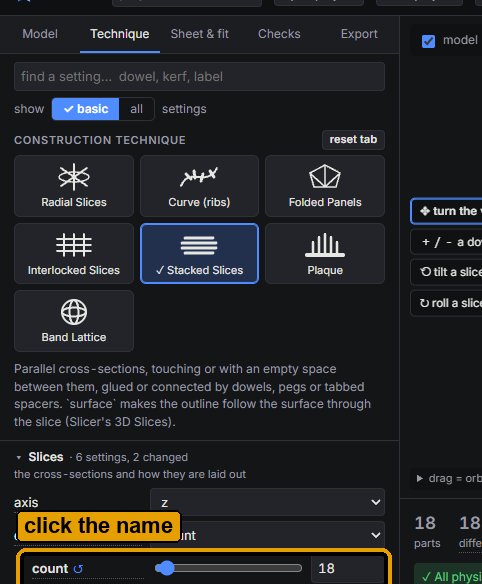 Model Technique Sheet & fit Checks Export
model
find a setting... dowel, kerf, label
show ✓ basic all settings
CONSTRUCTION TECHNIQUE reset tab
Radial Slices Curve (ribs) Folded Panels
Interlocked Slices ✓ Stacked Slices Plaque
Band Lattice
Parallel cross-sections, touching or with an empty space
between them, glued or connected by dowels, pegs or tabbed
spacers. `surface` makes the outline follow the surface through
the slice (Slicer's 3D Slices).
Slices · 6 settings, 2 changed
the cross-sections and how they are laid out
axis z
click the name
count ↺ 18
✥ turn the
+ / - a do
⟲ tilt a slice
↻ roll a slice
▸ drag = orb
18 18
parts diffe
✓ All physi